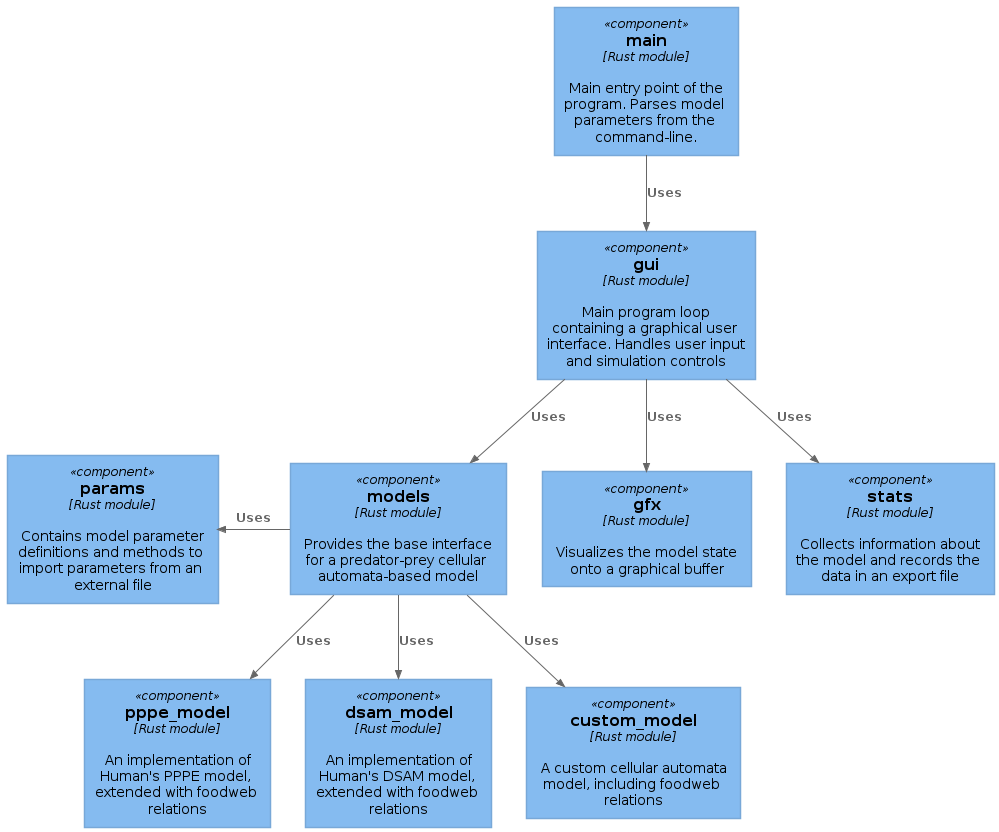 «component»
main
[Rust module]
Main entry point of the
program. Parses model
parameters from the
command-line.
Uses
«component»
gui
[Rust module]
Main program loop
containing a graphical user
interface. Handles user input
and simulation controls
Uses
Uses
Uses
«component»
params
[Rust module]
Contains model parameter
definitions and methods to
import parameters from an
external file
Uses
«component»
models
[Rust module]
Provides the base interface
for a predator-prey cellular
automata-based model
«component»
gfx
[Rust module]
Visualizes the model state
onto a graphical buffer
«component»
stats
[Rust module]
Collects information about
the model and records the
data in an export file
Uses
Uses
Uses
«component»
pppe_model
[Rust module]
An implementation of
Human's PPPE model,
extended with foodweb
relations
«component»
dsam_model
[Rust module]
An implementation of
Human's DSAM model,
extended with foodweb
relations
«component»
custom_model
[Rust module]
A custom cellular automata
model, including foodweb
relations